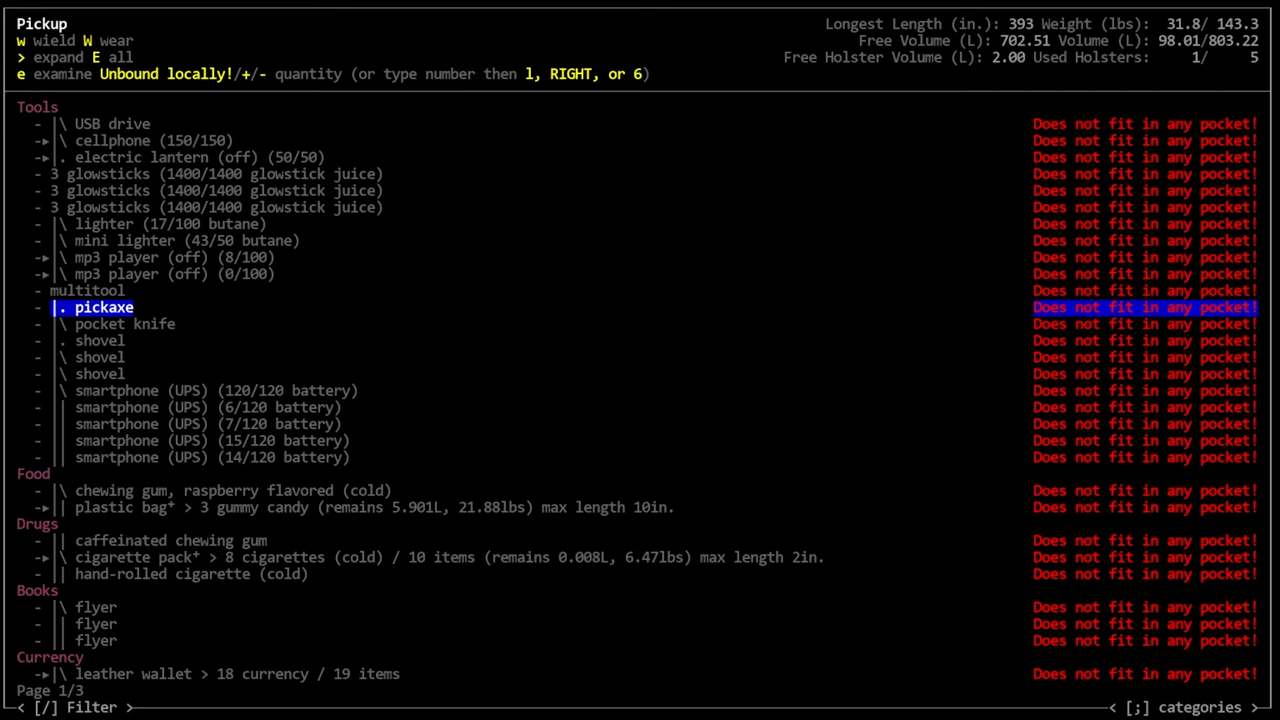 Pickup Longest Length (in.): 393 Weight (lbs): 31.8/ 143.3
w wield W wear Free Volume (L): 702.51 Volume (L): 98.01/803.22
> expand E all Free Holster Volume (L): 2.00 Used Holsters: 1/ 5
e examine Unbound locally!/+/- quantity (or type number then l, RIGHT, or 6)
Tools
- |\ USB drive Does not fit in any pocket!
-▸|\ cellphone (150/150) Does not fit in any pocket!
-▸|. electric lantern (off) (50/50) Does not fit in any pocket!
- 3 glowsticks (1400/1400 glowstick juice) Does not fit in any pocket!
- 3 glowsticks (1400/1400 glowstick juice) Does not fit in any pocket!
- 3 glowsticks (1400/1400 glowstick juice) Does not fit in any pocket!
- |\ lighter (17/100 butane) Does not fit in any pocket!
- |\ mini lighter (43/50 butane) Does not fit in any pocket!
-▸|\ mp3 player (off) (8/100) Does not fit in any pocket!
-▸|\ mp3 player (off) (0/100) Does not fit in any pocket!
- multitool Does not fit in any pocket!
- |. pickaxe Does not fit in any pocket!
- |\ pocket knife Does not fit in any pocket!
- |. shovel Does not fit in any pocket!
- |\ shovel Does not fit in any pocket!
- |\ shovel Does not fit in any pocket!
- |\ smartphone (UPS) (120/120 battery) Does not fit in any pocket!
- || smartphone (UPS) (6/120 battery) Does not fit in any pocket!
- || smartphone (UPS) (7/120 battery) Does not fit in any pocket!
- || smartphone (UPS) (15/120 battery) Does not fit in any pocket!
- || smartphone (UPS) (14/120 battery) Does not fit in any pocket!
Food
- |\ chewing gum, raspberry flavored (cold) Does not fit in any pocket!
-▸|| plastic bag⁺ > 3 gummy candy (remains 5.901L, 21.88lbs) max length 10in. Does not fit in any pocket!
Drugs
- || caffeinated chewing gum Does not fit in any pocket!
-▸|\ cigarette pack⁺ > 8 cigarettes (cold) / 10 items (remains 0.008L, 6.47lbs) max length 2in. Does not fit in any pocket!
- || hand-rolled cigarette (cold) Does not fit in any pocket!
Books
- |\ flyer Does not fit in any pocket!
- || flyer Does not fit in any pocket!
- || flyer Does not fit in any pocket!
Currency
-▸|\ leather wallet > 18 currency / 19 items Does not fit in any pocket!
Page 1/3
< [/] Filter > < [;] categories >